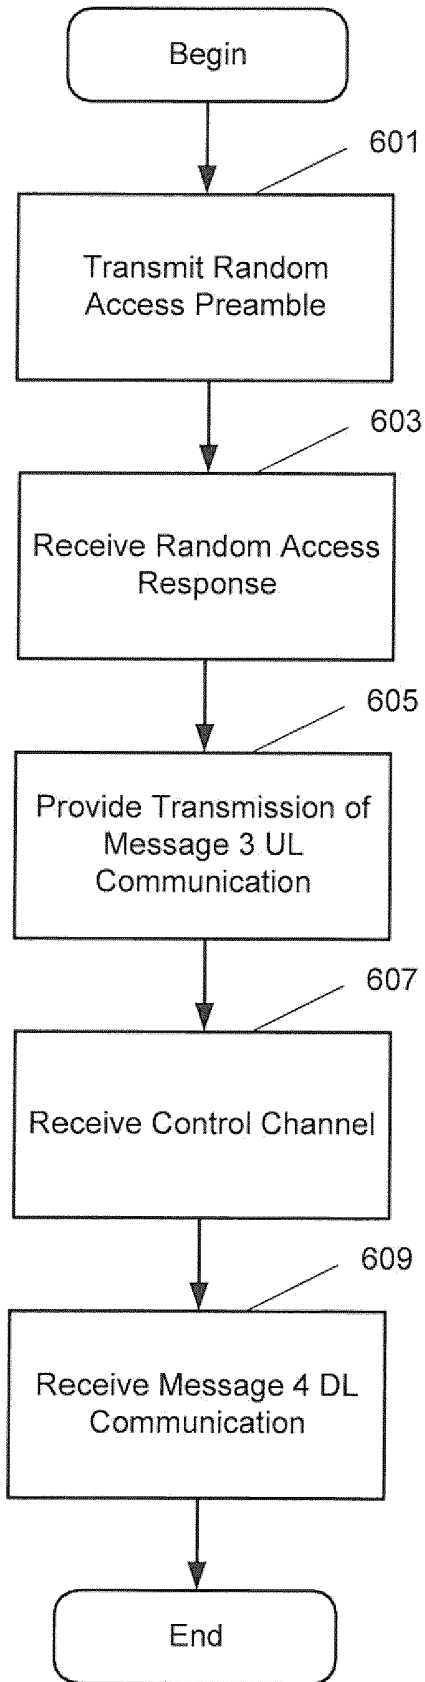 Begin
601
Transmit Random
Access Preamble
603
Receive Random Access
Response
605
Provide Transmission of
Message 3 UL
Communication
607
Receive Control Channel
609
Receive Message 4 DL
Communication
End